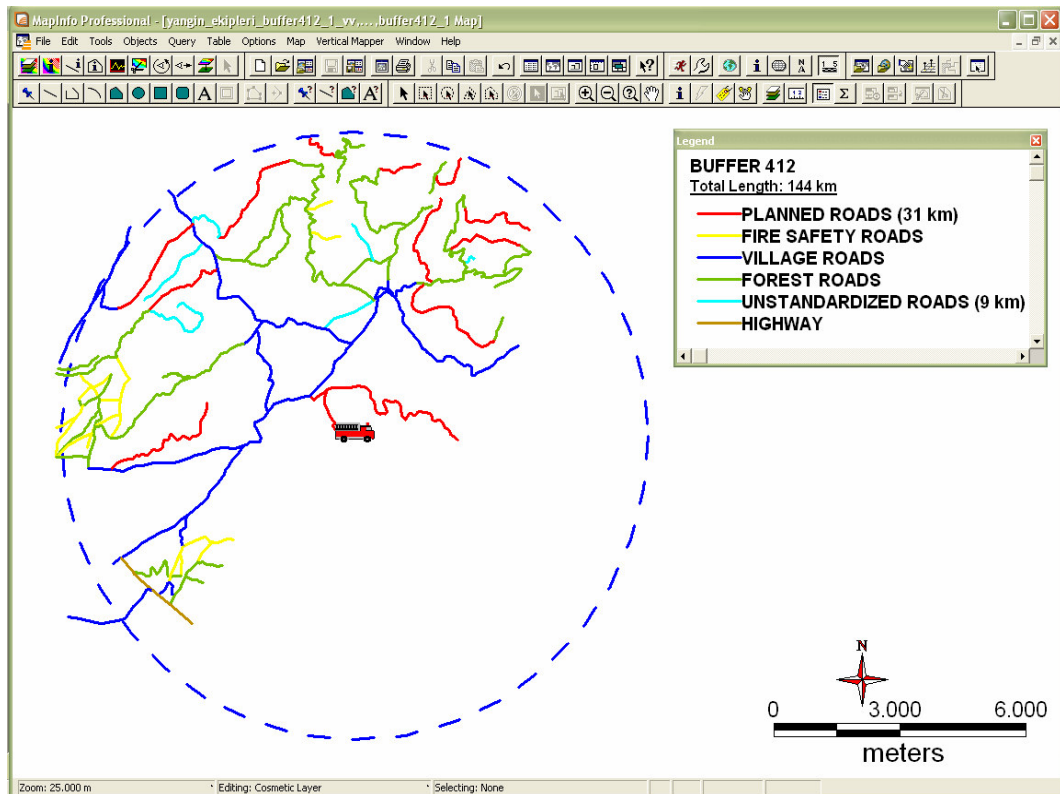 MapInfo Professional - [yangin_ekipleri_buffer412_1_vv,...,buffer412_1 Map]
File Edit Tools Objects Query Table Options Map Vertical Mapper Window Help
Legend
BUFFER 412
Total Length: 144 km
PLANNED ROADS (31 km)
FIRE SAFETY ROADS
VILLAGE ROADS
FOREST ROADS
UNSTANDARDIZED ROADS (9 km)
HIGHWAY
N
0 3.000 6.000
meters
Zoom: 25.000 m Editing: Cosmetic Layer Selecting: None